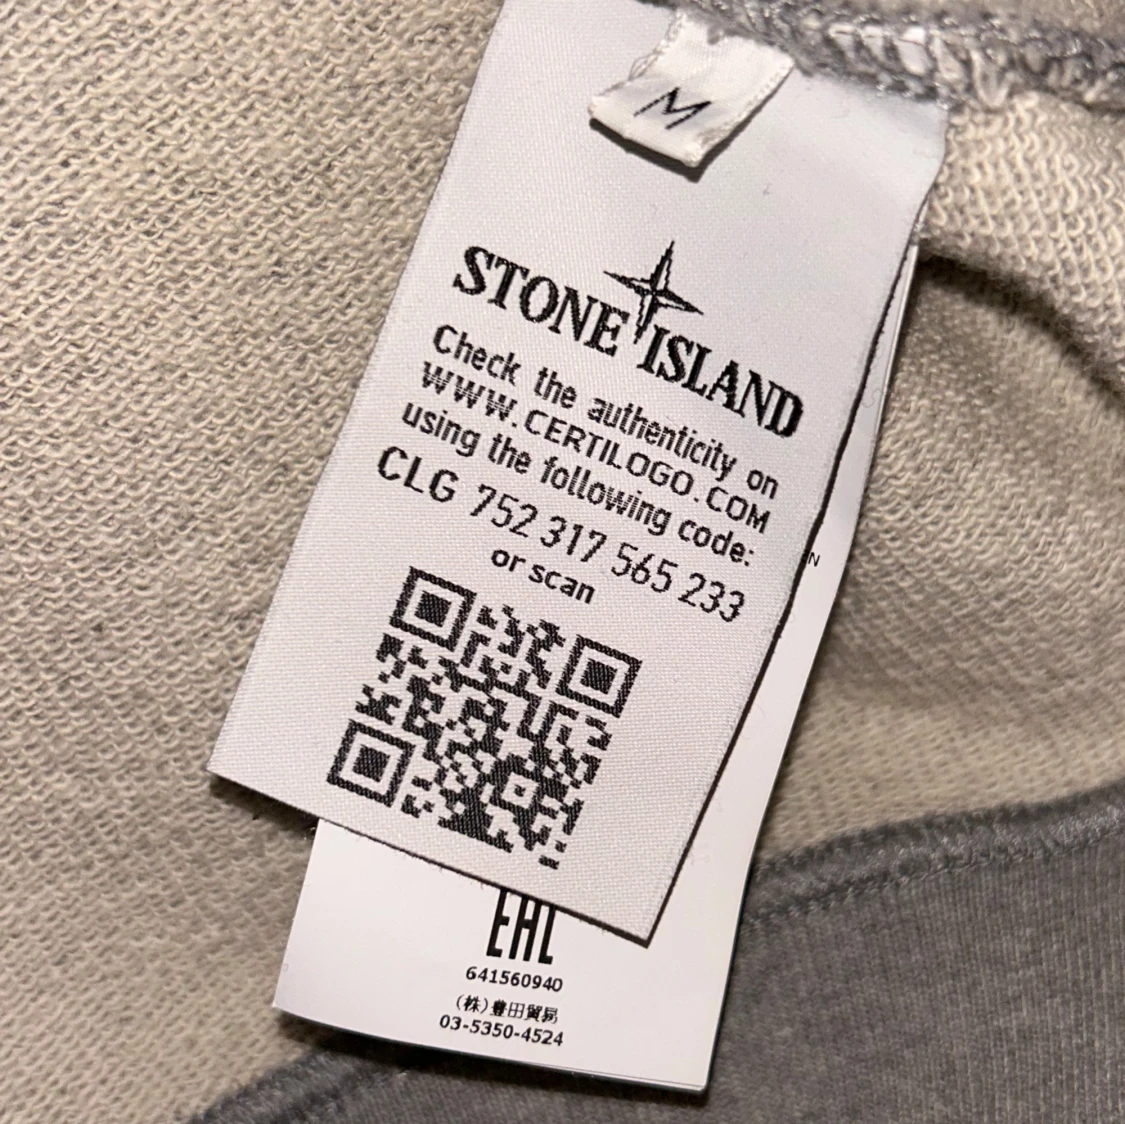 M
STONE ISLAND
Check the authenticity on
WWW.CERTILOGO.COM
using the following code:
CLG 752 317 565 233
or scan
N
EAC
641560940
(株)豊田貿易
03-5350-4524